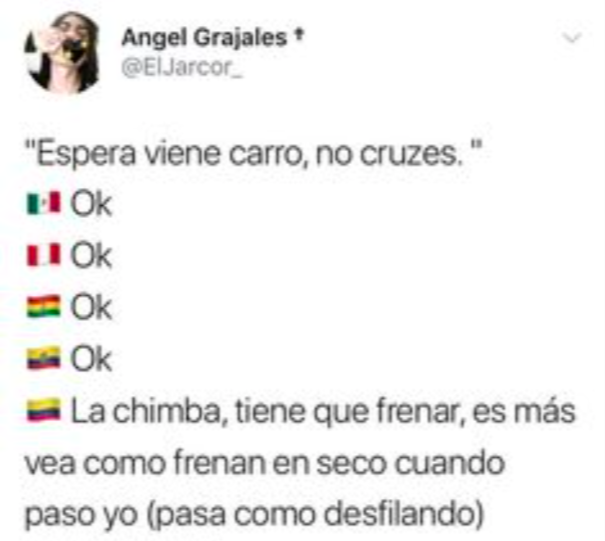 Angel Grajales ✝
@ElJarcor_
"Espera viene carro, no cruzes. "
🇲🇽 Ok
🇵🇪 Ok
🇧🇴 Ok
🇪🇨 Ok
🇨🇴 La chimba, tiene que frenar, es más
vea como frenan en seco cuando
paso yo (pasa como desfilando)